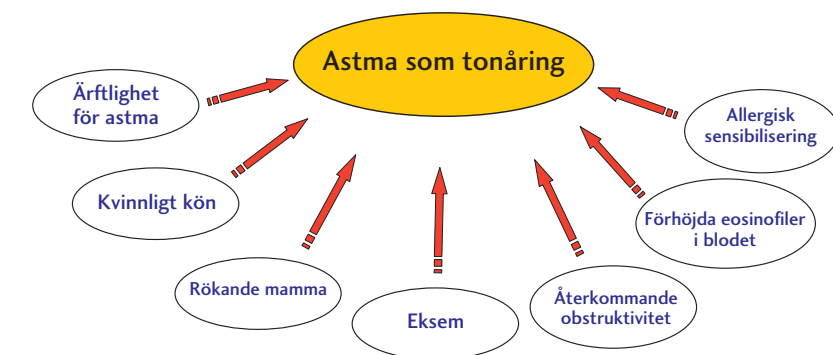 Astma som tonåring
Ärftlighet
för astma
Kvinnligt kön
Rökande mamma
Eksem
Återkommande
obstruktivitet
Förhöjda eosinofiler
i blodet
Allergisk
sensibilisering